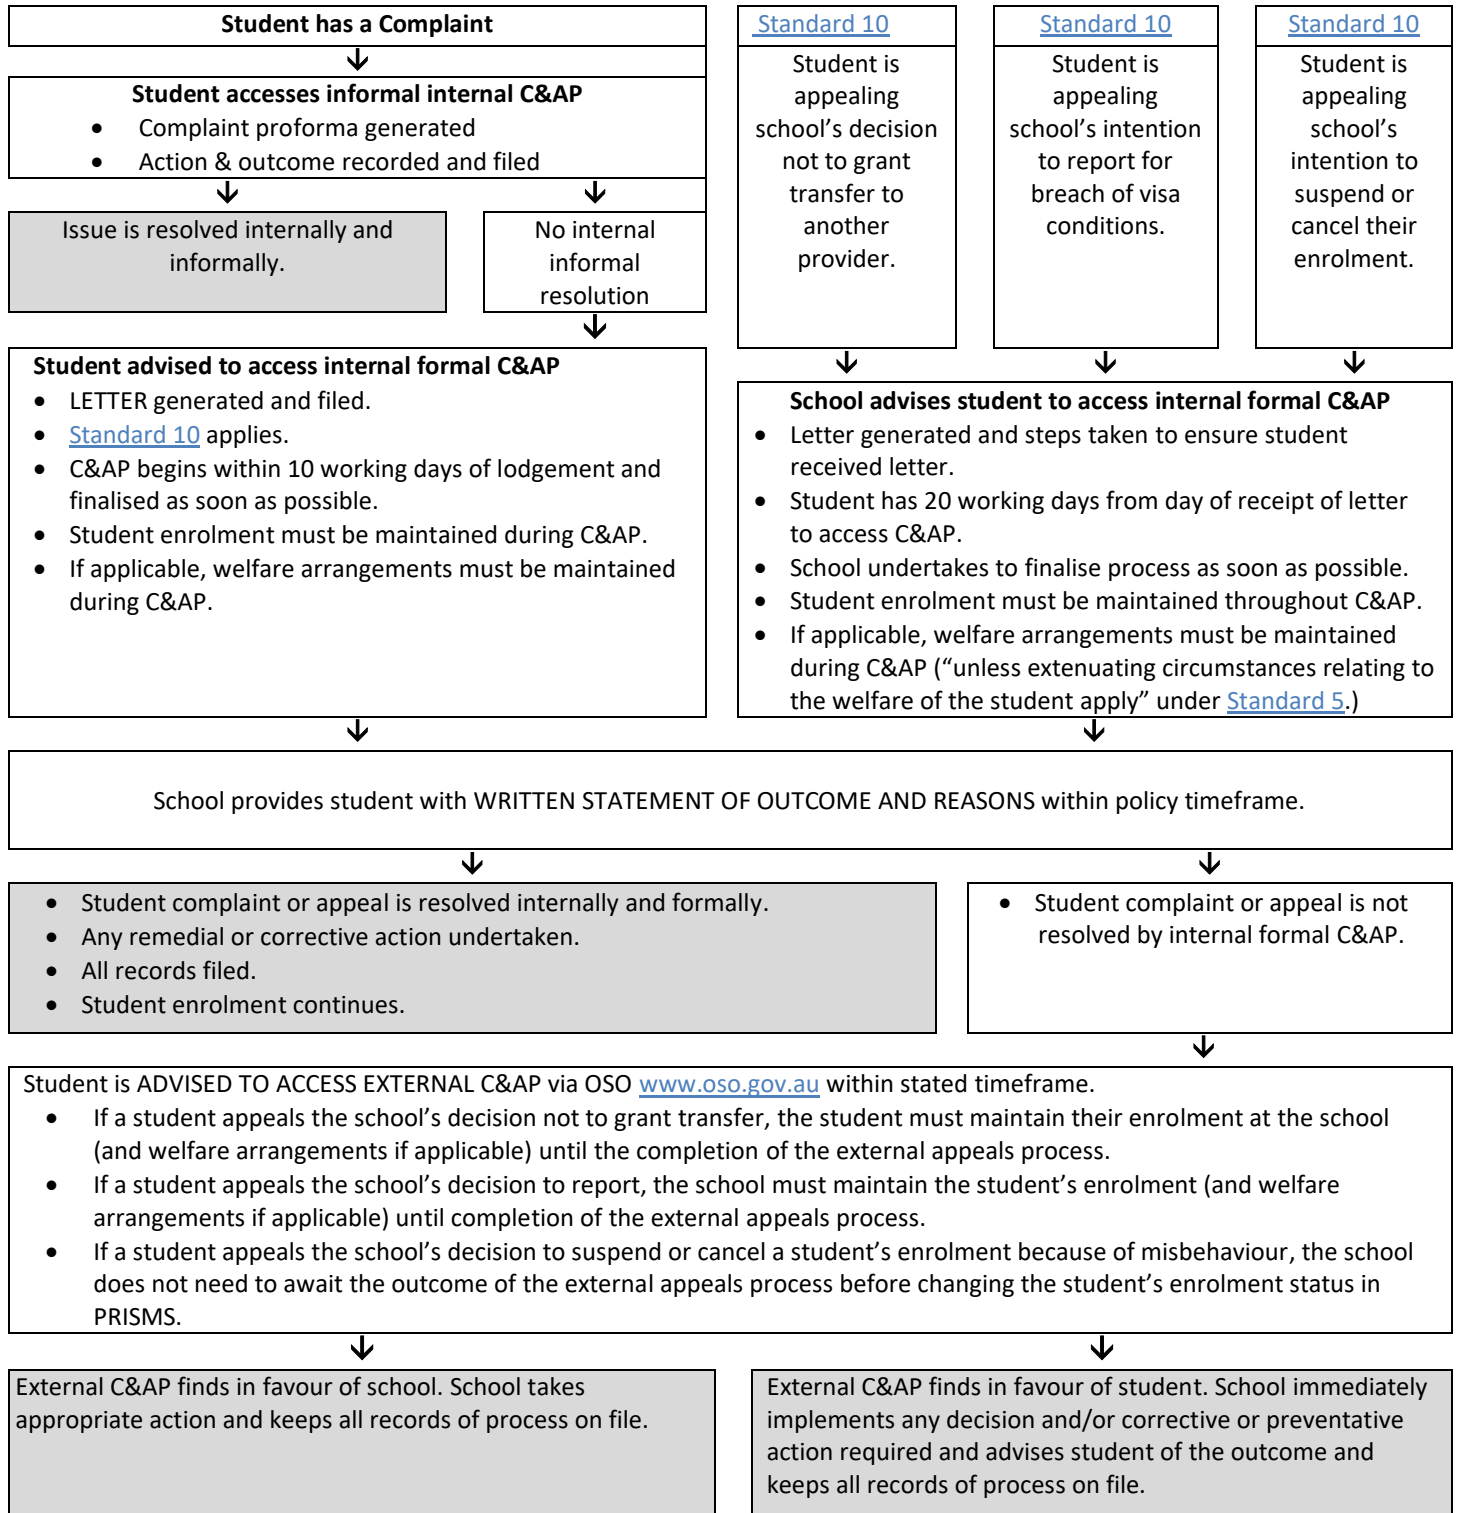 Student has a Complaint
Student accesses informal internal C&AP
• Complaint proforma generated
• Action & outcome recorded and filed
Issue is resolved internally and
informally.
No internal
informal
resolution
Standard 10
Student is
appealing
school’s decision
not to grant
transfer to
another
provider.
Standard 10
Student is
appealing
school’s intention
to report for
breach of visa
conditions.
Standard 10
Student is
appealing
school’s
intention to
suspend or
cancel their
enrolment.
Student advised to access internal formal C&AP
• LETTER generated and filed.
• Standard 10 applies.
• C&AP begins within 10 working days of lodgement and
finalised as soon as possible.
• Student enrolment must be maintained during C&AP.
• If applicable, welfare arrangements must be maintained
during C&AP.
School advises student to access internal formal C&AP
• Letter generated and steps taken to ensure student
received letter.
• Student has 20 working days from day of receipt of letter
to access C&AP.
• School undertakes to finalise process as soon as possible.
• Student enrolment must be maintained throughout C&AP.
• If applicable, welfare arrangements must be maintained
during C&AP (“unless extenuating circumstances relating to
the welfare of the student apply” under Standard 5.)
School provides student with WRITTEN STATEMENT OF OUTCOME AND REASONS within policy timeframe.
• Student complaint or appeal is resolved internally and formally.
• Any remedial or corrective action undertaken.
• All records filed.
• Student enrolment continues.
• Student complaint or appeal is not
resolved by internal formal C&AP.
Student is ADVISED TO ACCESS EXTERNAL C&AP via OSO www.oso.gov.au within stated timeframe.
• If a student appeals the school’s decision not to grant transfer, the student must maintain their enrolment at the school
(and welfare arrangements if applicable) until the completion of the external appeals process.
• If a student appeals the school’s decision to report, the school must maintain the student’s enrolment (and welfare
arrangements if applicable) until completion of the external appeals process.
• If a student appeals the school’s decision to suspend or cancel a student’s enrolment because of misbehaviour, the school
does not need to await the outcome of the external appeals process before changing the student’s enrolment status in
PRISMS.
External C&AP finds in favour of school. School takes
appropriate action and keeps all records of process on file.
External C&AP finds in favour of student. School immediately
implements any decision and/or corrective or preventative
action required and advises student of the outcome and
keeps all records of process on file.